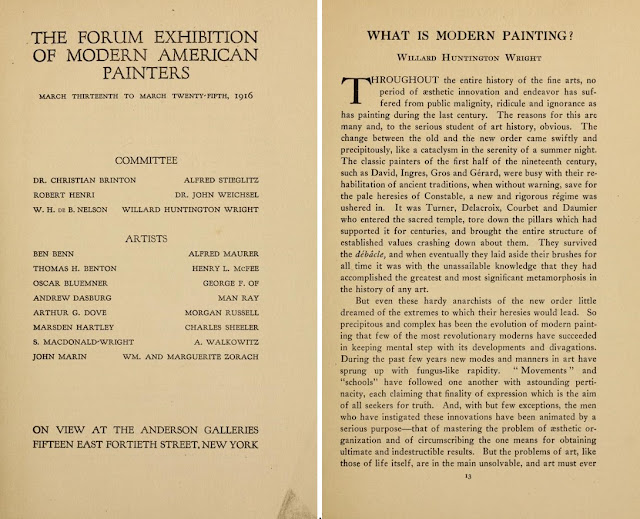 THE FORUM EXHIBITION
OF MODERN AMERICAN
PAINTERS
MARCH THIRTEENTH TO MARCH TWENTY-FIFTH, 1916
COMMITTEE
DR. CHRISTIAN BRINTON ALFRED STIEGLITZ
ROBERT HENRI DR. JOHN WEICHSEL
W. H. DE B. NELSON WILLARD HUNTINGTON WRIGHT
ARTISTS
BEN BENN ALFRED MAURER
THOMAS H. BENTON HENRY L. McFEE
OSCAR BLUEMNER GEORGE F. OF
ANDREW DASBURG MAN RAY
ARTHUR G. DOVE MORGAN RUSSELL
MARSDEN HARTLEY CHARLES SHEELER
S. MACDONALD-WRIGHT A. WALKOWITZ
JOHN MARIN WM. AND MARGUERITE ZORACH
ON VIEW AT THE ANDERSON GALLERIES
FIFTEEN EAST FORTIETH STREET, NEW YORK
WHAT IS MODERN PAINTING?
WILLARD HUNTINGTON WRIGHT
THROUGHOUT the entire history of the fine arts, no
period of æsthetic innovation and endeavor has suf-
fered from public malignity, ridicule and ignorance as
has painting during the last century. The reasons for this are
many and, to the serious student of art history, obvious. The
change between the old and the new order came swiftly and
precipitously, like a cataclysm in the serenity of a summer night.
The classic painters of the first half of the nineteenth century,
such as David, Ingres, Gros and Gérard, were busy with their re-
habilitation of ancient traditions, when without warning, save for
the pale heresies of Constable, a new and rigorous régime was
ushered in. It was Turner, Delacroix, Courbet and Daumier
who entered the sacred temple, tore down the pillars which had
supported it for centuries, and brought the entire structure of
established values crashing down about them. They survived
the débâcle, and when eventually they laid aside their brushes for
all time it was with the unassailable knowledge that they had
accomplished the greatest and most significant metamorphosis in
the history of any art.
But even these hardy anarchists of the new order little
dreamed of the extremes to which their heresies would lead. So
precipitous and complex has been the evolution of modern paint-
ing that few of the most revolutionary moderns have succeeded
in keeping mental step with its developments and divagations.
During the past few years new modes and manners in art have
sprung up with fungus-like rapidity. "Movements" and
"schools" have followed one another with astounding perti-
nacity, each claiming that finality of expression which is the aim
of all seekers for truth. And, with but few exceptions, the men
who have instigated these innovations have been animated by a
serious purpose—that of mastering the problem of æsthetic or-
ganization and of circumscribing the one means for obtaining
ultimate and indestructible results. But the problems of art, like
those of life itself, are in the main unsolvable, and art must ever
13